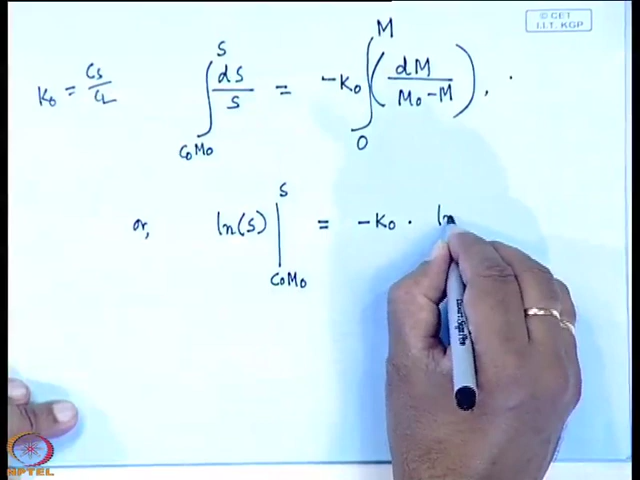 © CET
I.I.T. KGP
K₀ = Cs/CL ∫_{C₀M₀}^{S} dS/S = -K₀ ∫_{0}^{M} (dM/(M₀-M)), .
or, ln(S)|_{C₀M₀}^{S} = -K₀ · ln
NPTEL